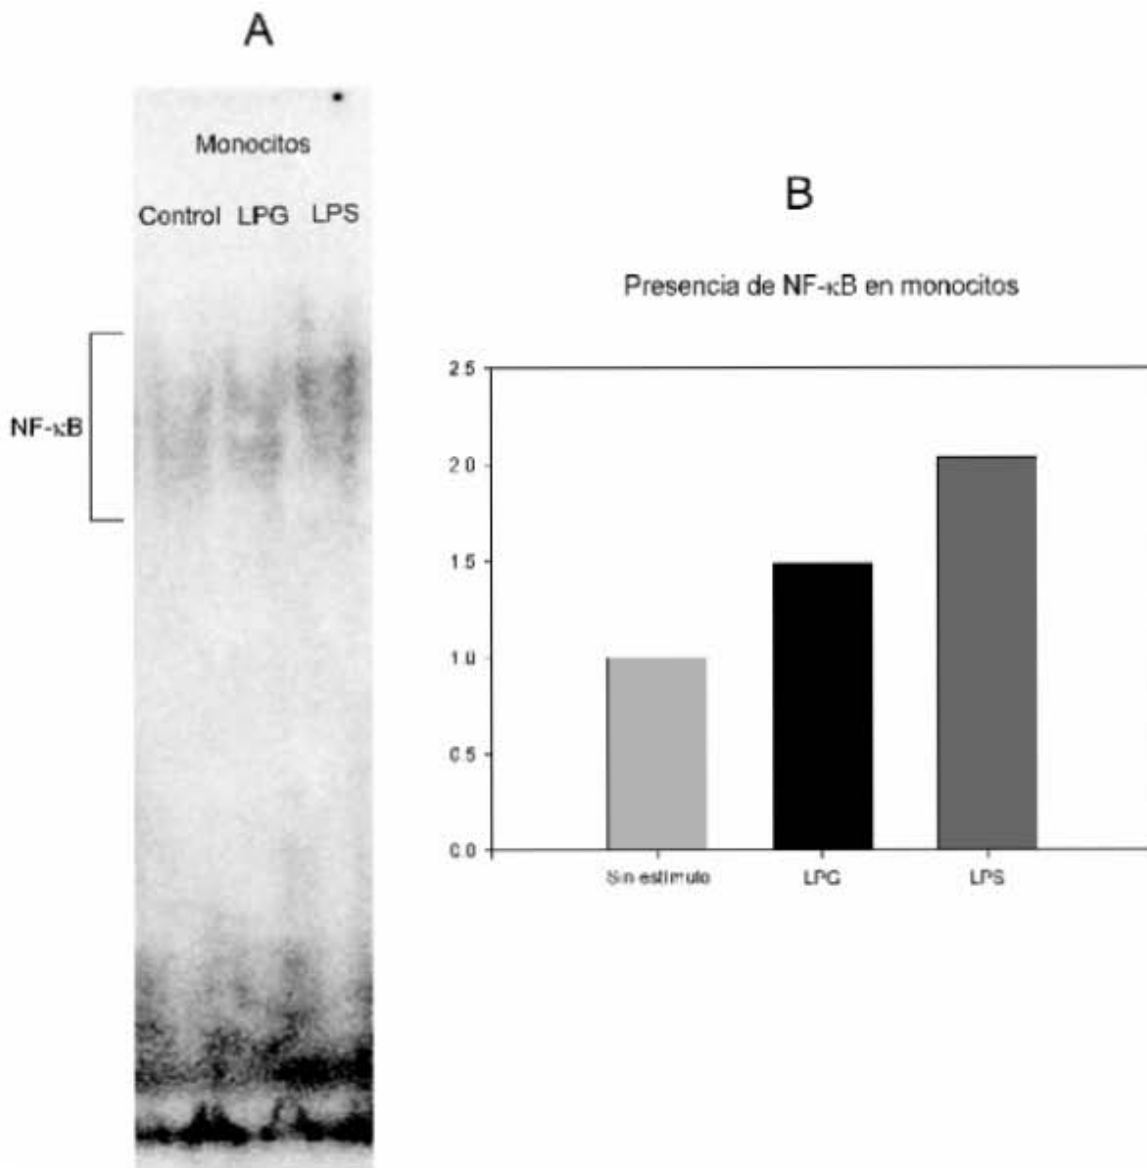 A
Monocitos
Control LPG LPS
NF-κB
B
Presencia de NF-κB en monocitos
2.5
2.0
1.5
1.0
0.5
0.0
Sin estímulo LPG LPS